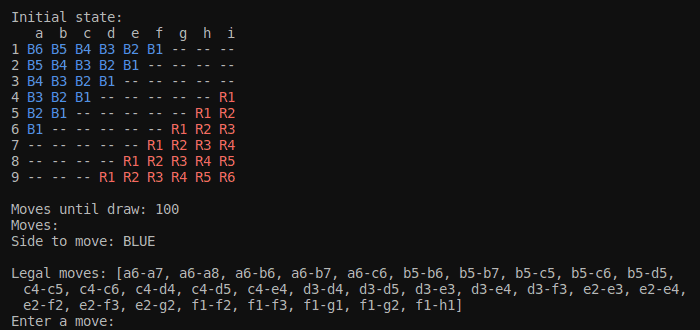 Initial state:
a b c d e f g h i
1 B6 B5 B4 B3 B2 B1 -- -- --
2 B5 B4 B3 B2 B1 -- -- -- --
3 B4 B3 B2 B1 -- -- -- -- --
4 B3 B2 B1 -- -- -- -- -- R1
5 B2 B1 -- -- -- -- -- R1 R2
6 B1 -- -- -- -- -- R1 R2 R3
7 -- -- -- -- -- R1 R2 R3 R4
8 -- -- -- -- R1 R2 R3 R4 R5
9 -- -- -- R1 R2 R3 R4 R5 R6
Moves until draw: 100
Moves:
Side to move: BLUE
Legal moves: [a6-a7, a6-a8, a6-b6, a6-b7, a6-c6, b5-b6, b5-b7, b5-c5, b5-c6, b5-d5,
c4-c5, c4-c6, c4-d4, c4-d5, c4-e4, d3-d4, d3-d5, d3-e3, d3-e4, d3-f3, e2-e3, e2-e4,
e2-f2, e2-f3, e2-g2, f1-f2, f1-f3, f1-g1, f1-g2, f1-h1]
Enter a move: